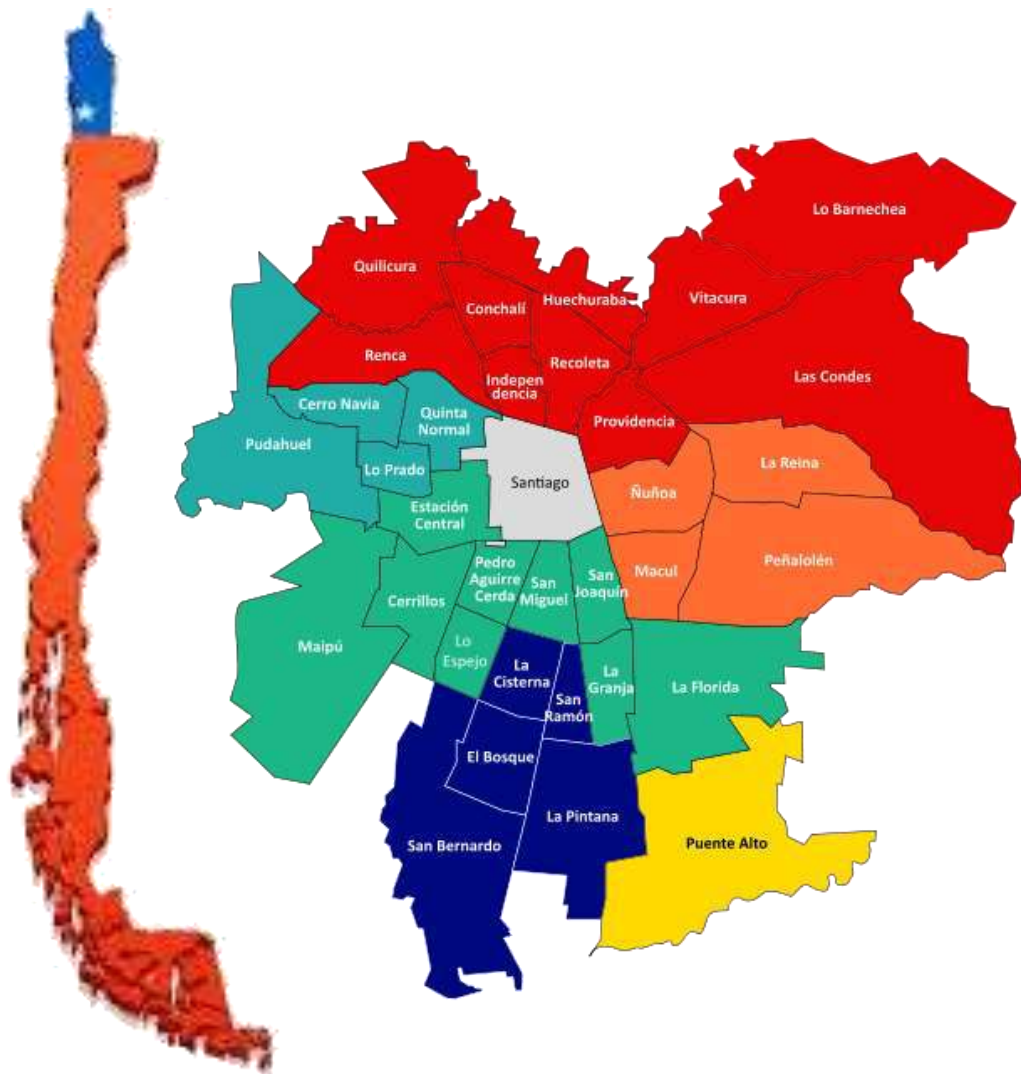 Lo Barnechea
Quilicura
Huechuraba
Vitacura
Conchalí
Renca
Recoleta
Las Condes
Indepen
dencia
Cerro Navia
Quinta
Normal
Providencia
Pudahuel
La Reina
Lo Prado
Santiago
Ñuñoa
Estación
Central
Peñalolén
Pedro
Aguirre
Cerda
San
Miguel
San
Joaquín
Macul
Cerrillos
Maipú
Lo
Espejo
La
Cisterna
La
Granja
La Florida
San
Ramón
El Bosque
La Pintana
San Bernardo
Puente Alto